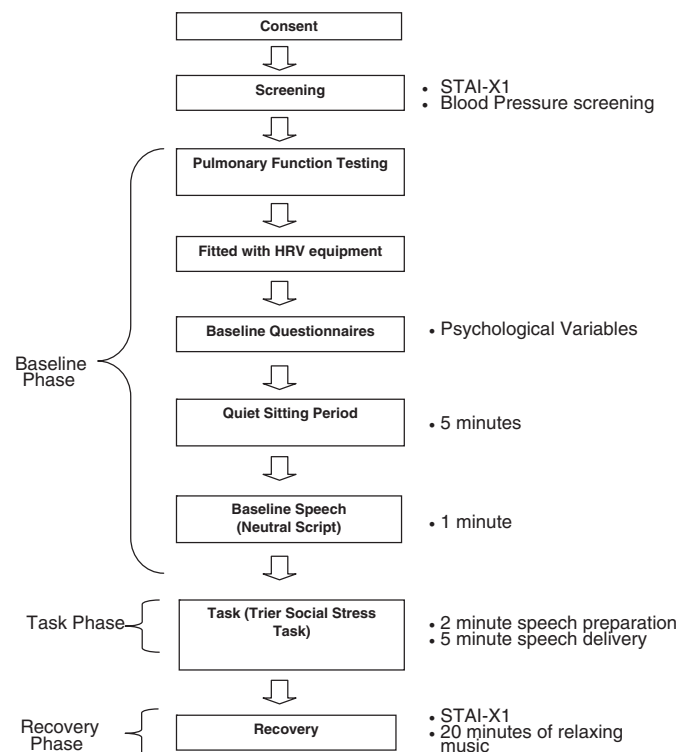 Consent
Screening
• STAI-X1
• Blood Pressure screening
Pulmonary Function Testing
Fitted with HRV equipment
Baseline Questionnaires
• Psychological Variables
Baseline
Phase
Quiet Sitting Period
• 5 minutes
Baseline Speech
(Neutral Script)
• 1 minute
Task Phase
Task (Trier Social Stress
Task)
• 2 minute speech preparation
• 5 minute speech delivery
Recovery
Phase
Recovery
• STAI-X1
• 20 minutes of relaxing
music